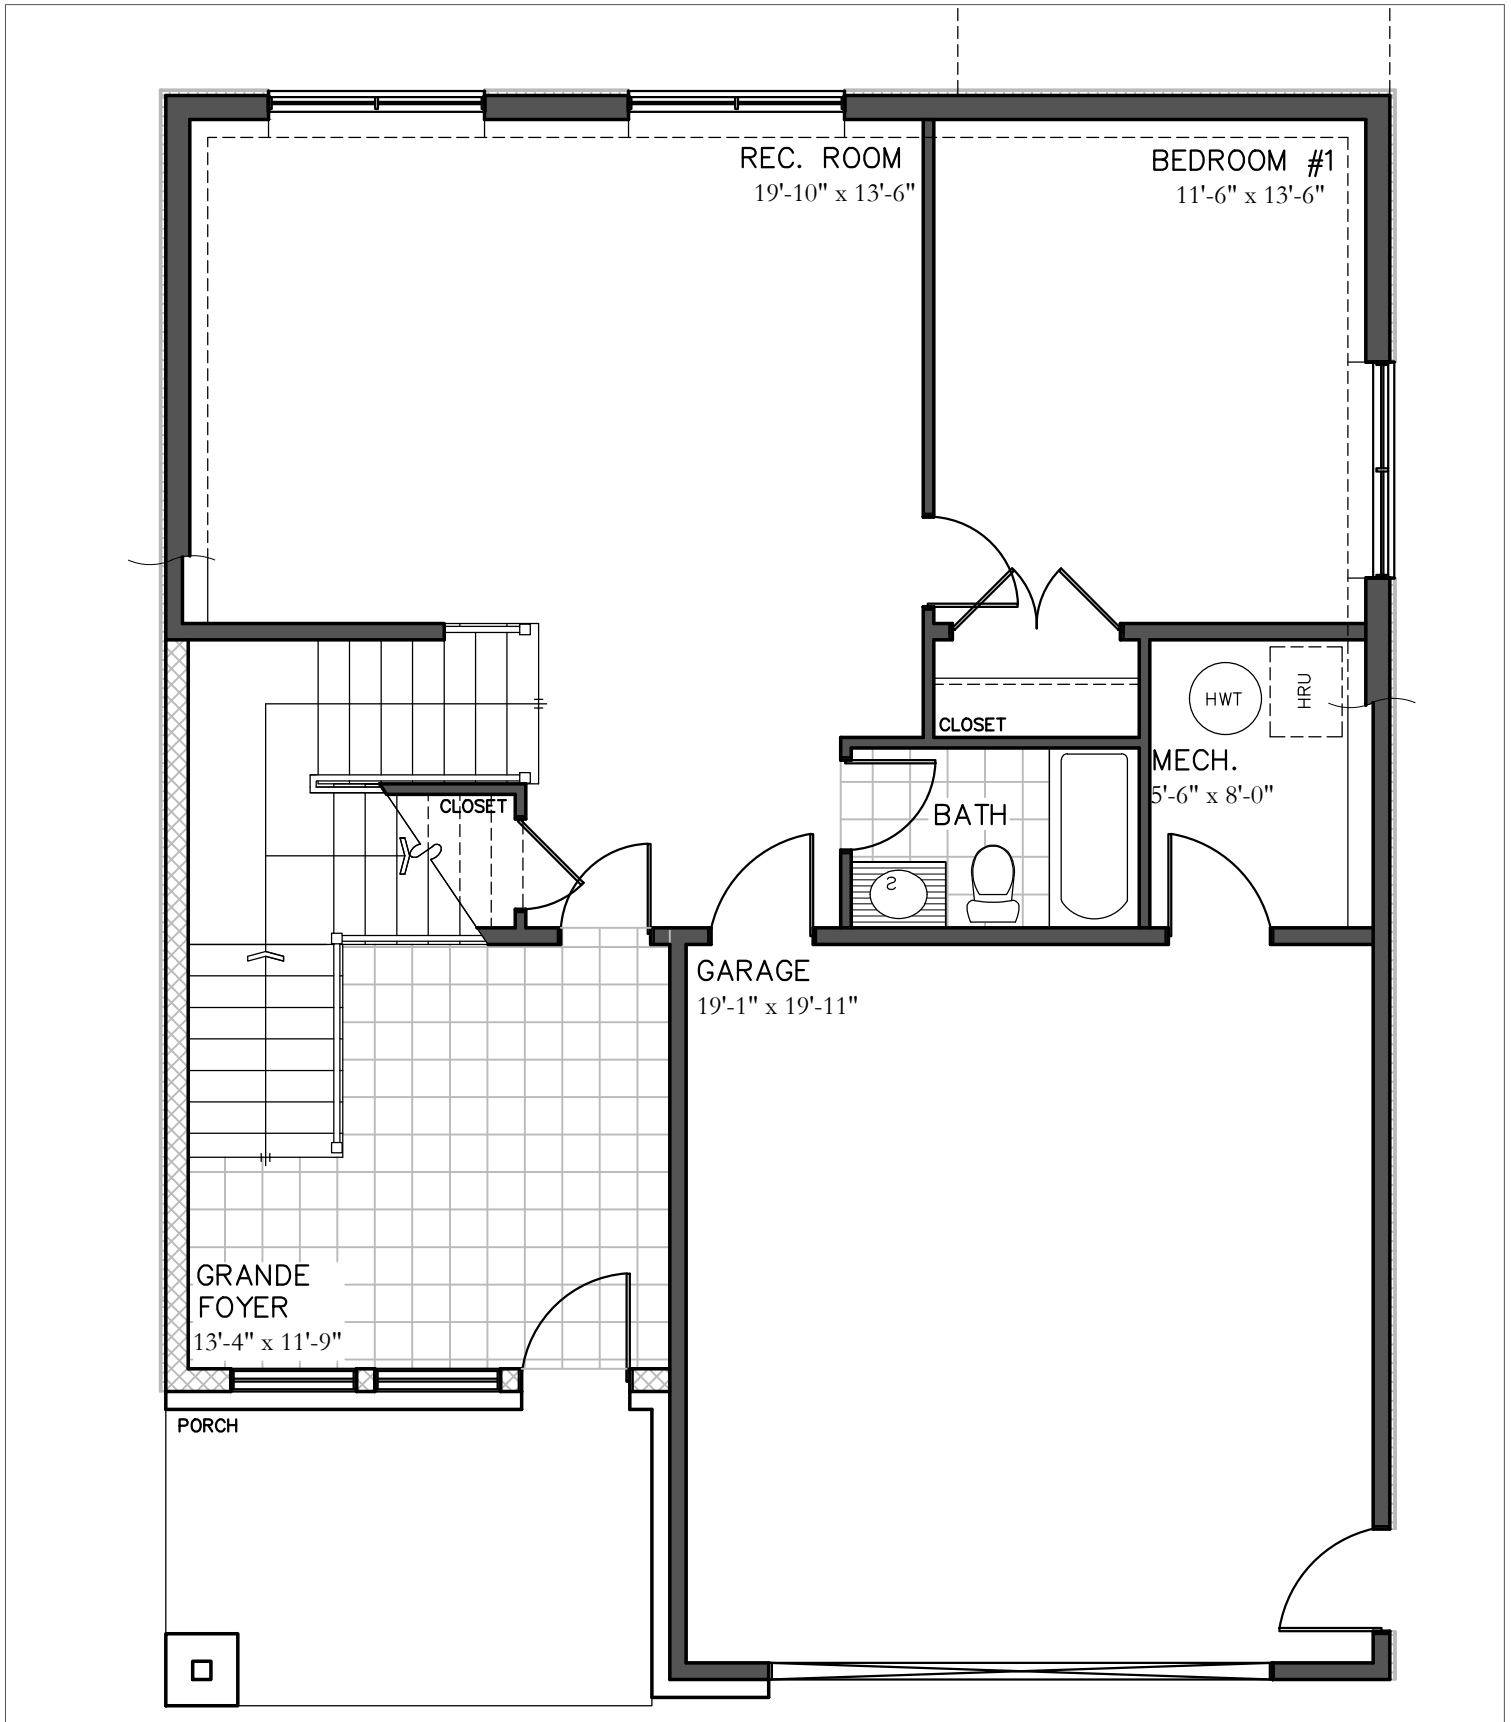 REC. ROOM
19'-10" x 13'-6"
BEDROOM #1
11'-6" x 13'-6"
HWT
HRU
CLOSET
MECH.
5'-6" x 8'-0"
CLOSET
BATH
S
GARAGE
19'-1" x 19'-11"
GRANDE
FOYER
13'-4" x 11'-9"
PORCH